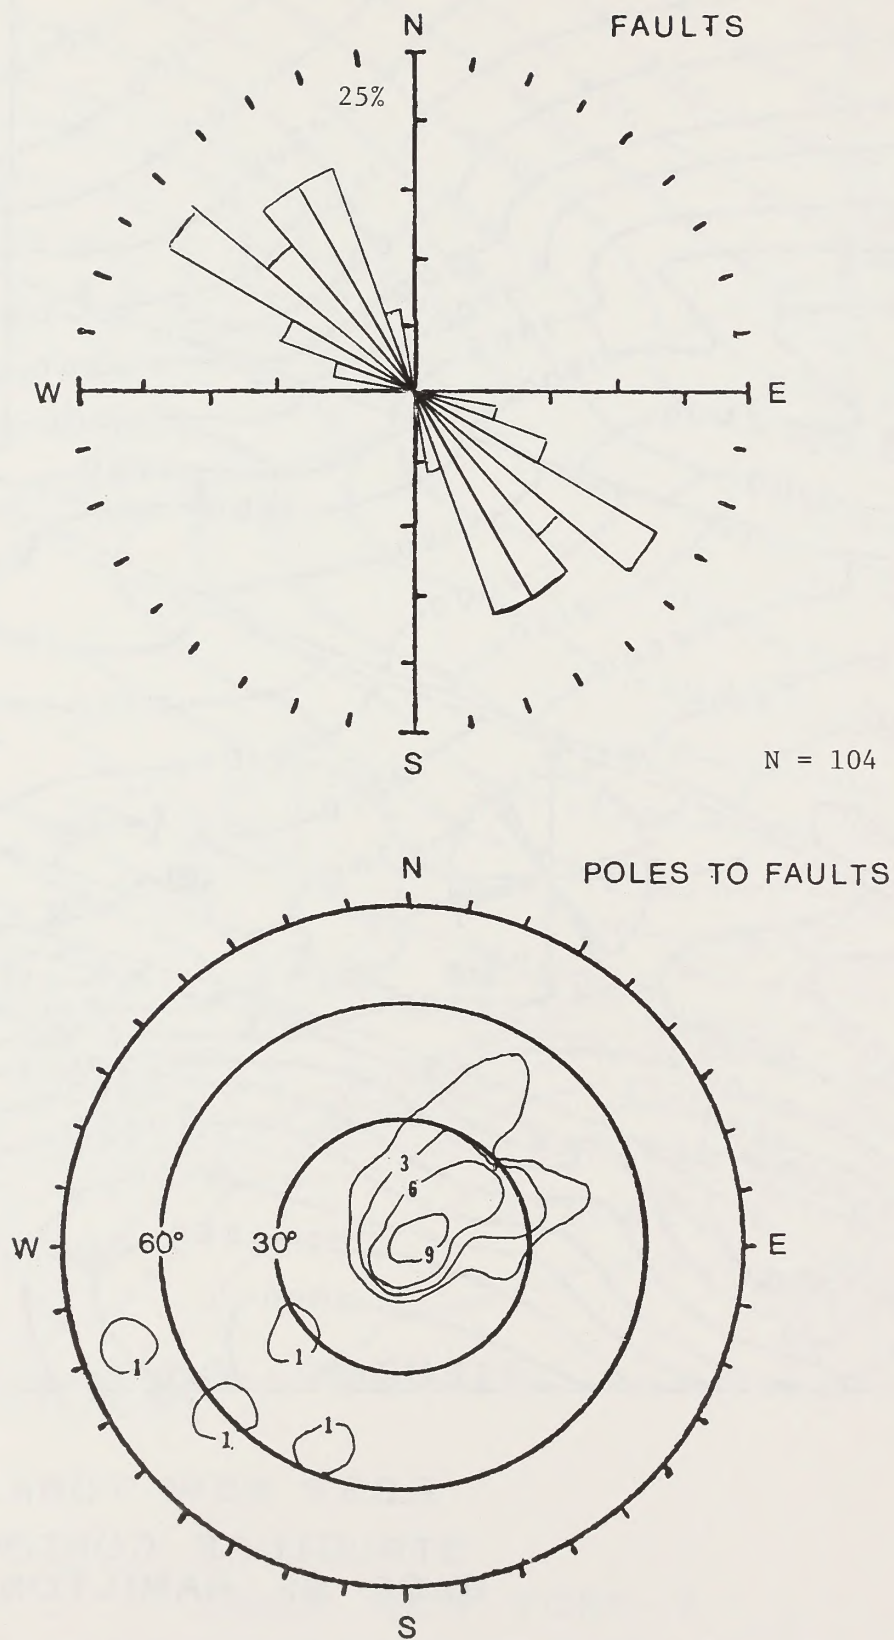 N FAULTS
25%
W E
S
N = 104
N POLES TO FAULTS
3
6
W 60° 30° 9 E
1 1
1 1
S